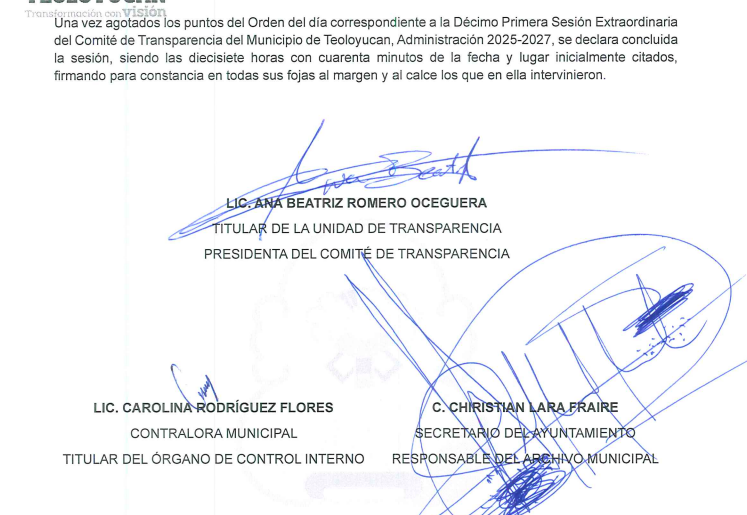 TEOLOYUCAN
Transformación con visión
Una vez agotados los puntos del Orden del día correspondiente a la Décimo Primera Sesión Extraordinaria
del Comité de Transparencia del Municipio de Teoloyucan, Administración 2025-2027, se declara concluida
la sesión, siendo las diecisiete horas con cuarenta minutos de la fecha y lugar inicialmente citados,
firmando para constancia en todas sus fojas al margen y al calce los que en ella intervinieron.
LIC. ANA BEATRIZ ROMERO OCEGUERA
TITULAR DE LA UNIDAD DE TRANSPARENCIA
PRESIDENTA DEL COMITÉ DE TRANSPARENCIA
LIC. CAROLINA RODRÍGUEZ FLORES
CONTRALORA MUNICIPAL
TITULAR DEL ÓRGANO DE CONTROL INTERNO
C. CHIRISTIAN LARA FRAIRE
SECRETARIO DEL AYUNTAMIENTO
RESPONSABLE DEL ARCHIVO MUNICIPAL